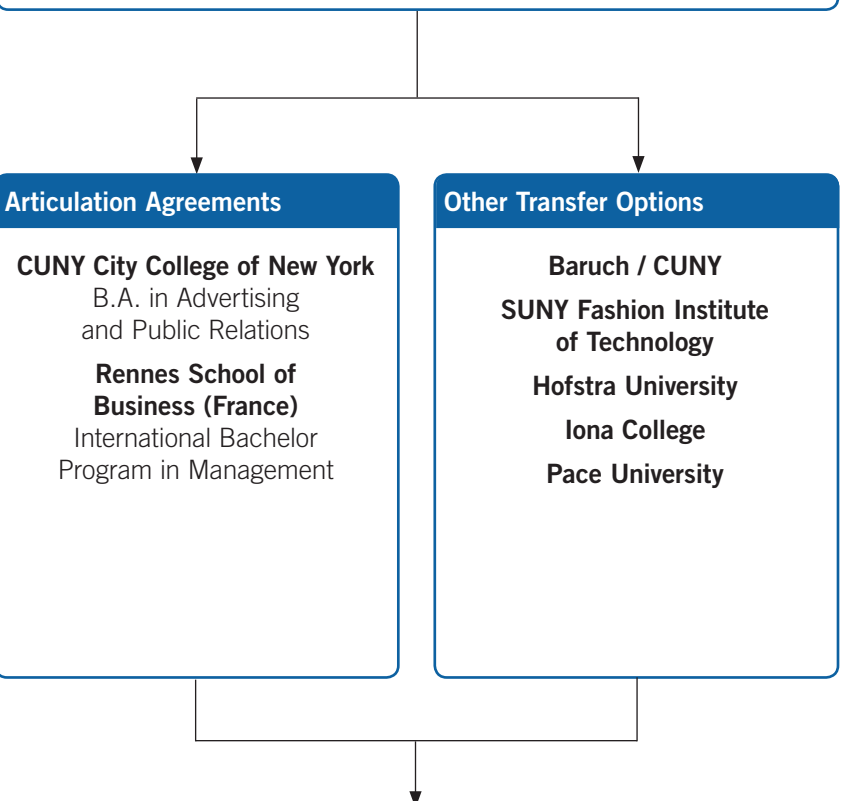 Articulation Agreements
CUNY City College of New York
B.A. in Advertising
and Public Relations
Rennes School of
Business (France)
International Bachelor
Program in Management
Other Transfer Options
Baruch / CUNY
SUNY Fashion Institute
of Technology
Hofstra University
Iona College
Pace University